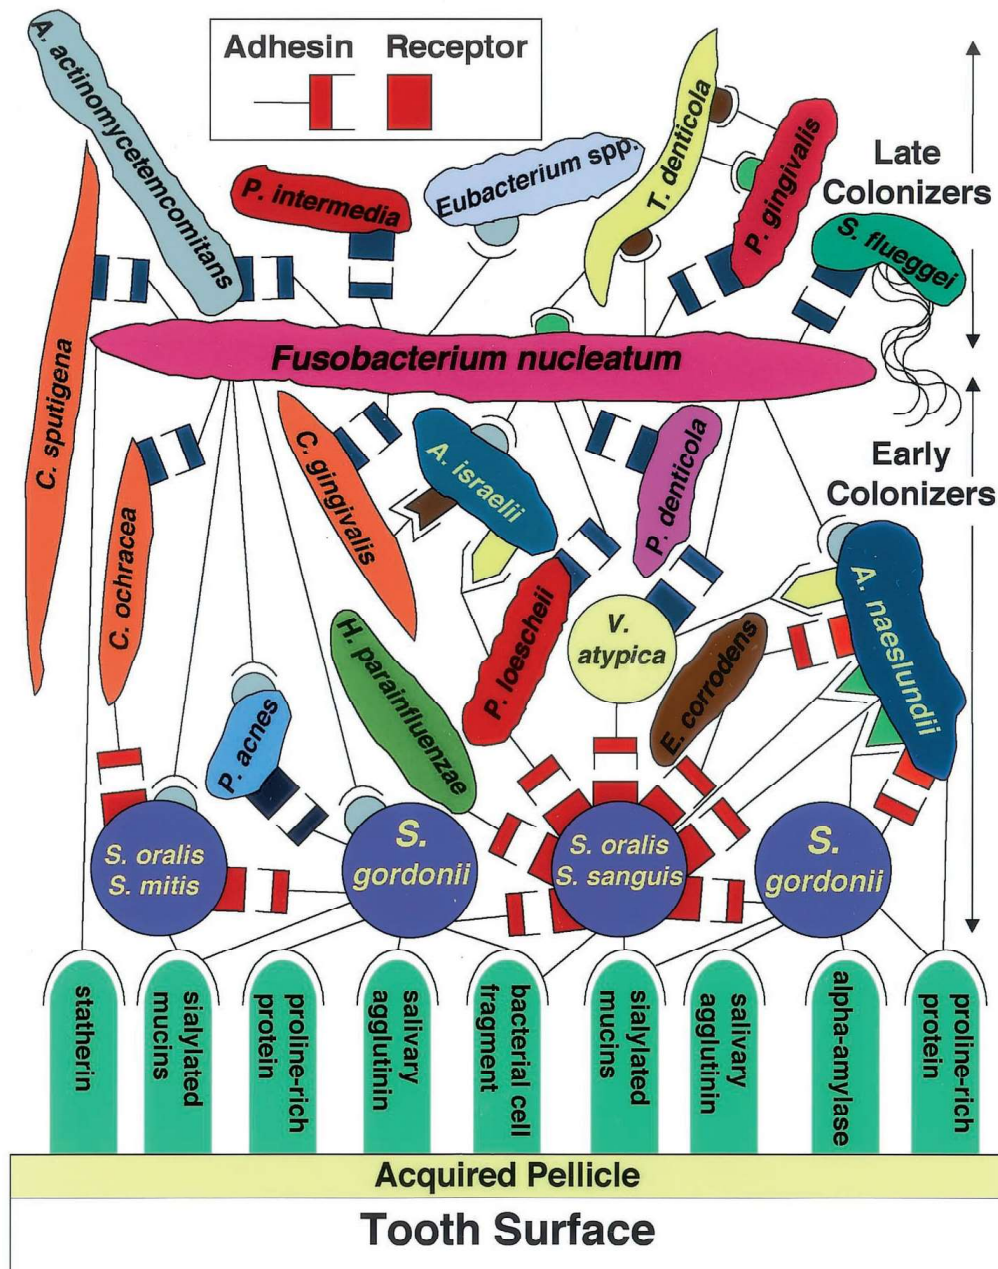 A. actinomycetemcomitans
Adhesin
Receptor
T. denticola
P. gingivalis
Late
Colonizers
P. intermedia
Eubacterium spp.
S. flueggei
C. sputigena
Fusobacterium nucleatum
Early
Colonizers
C. ochracea
C. gingivalis
A. israelii
P. denticola
P. loescheii
V.
atypica
E. corrodens
A. naeslundii
H. parainfluenzae
P. acnes
S. oralis
S. mitis
S.
gordonii
S. oralis
S. sanguis
S.
gordonii
statherin
sialylated
mucins
proline-rich
protein
salivary
agglutinin
bacterial cell
fragment
sialylated
mucins
salivary
agglutinin
alpha-amylase
proline-rich
protein
Acquired Pellicle
Tooth Surface